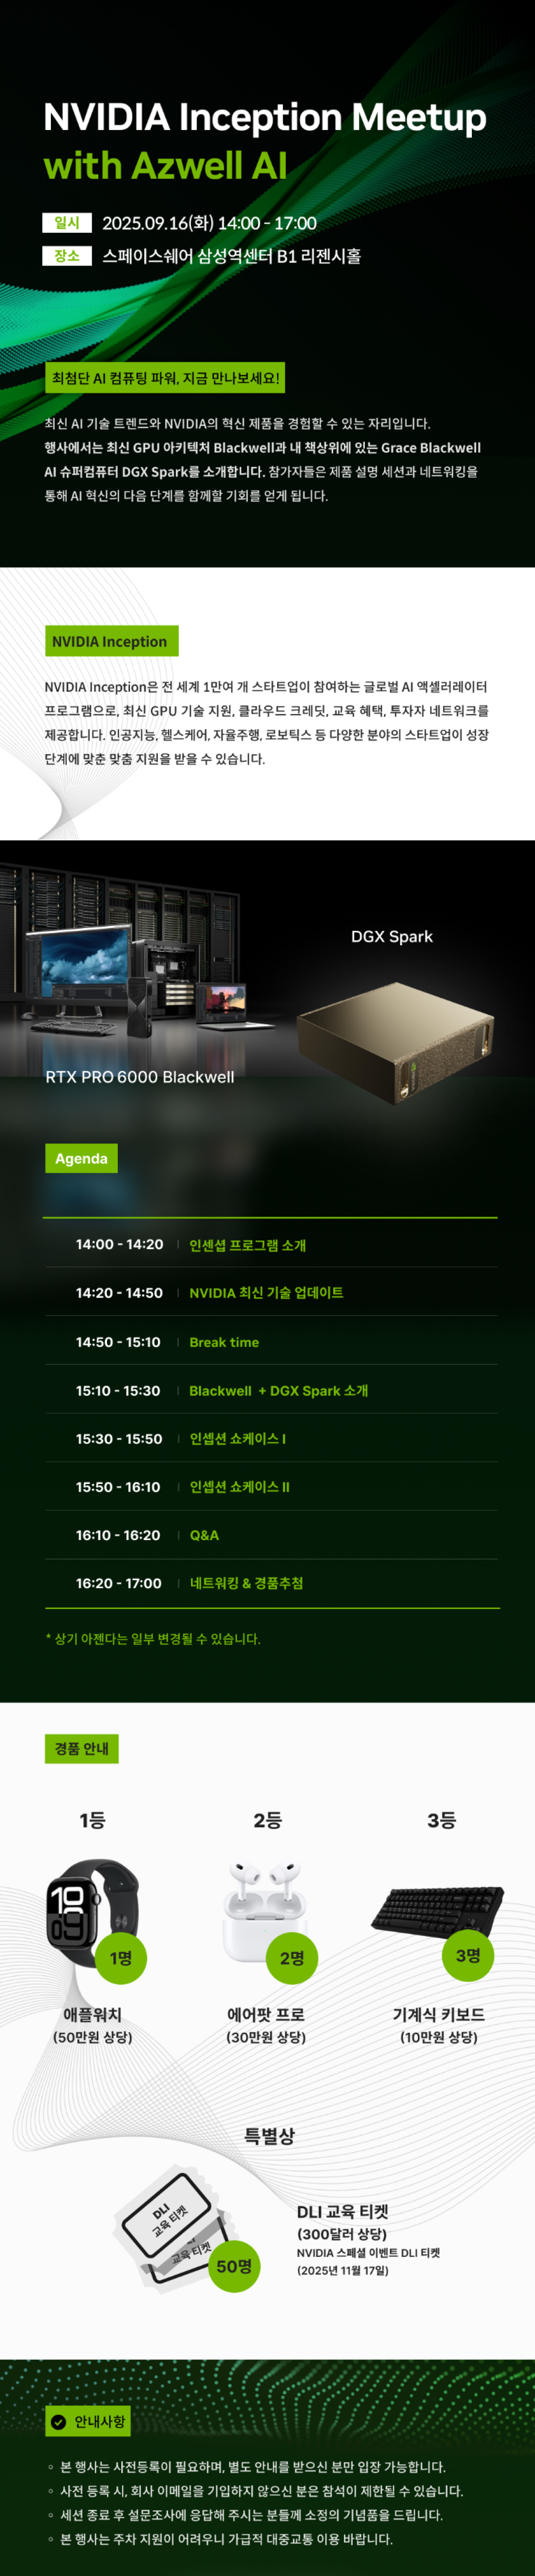 NVIDIA Inception Meetup
with Azwell AI
일시 2025.09.16(화) 14:00 - 17:00
장소 스페이스쉐어 삼성역센터 B1 리젠시홀
최첨단 AI 컴퓨팅 파워, 지금 만나보세요!
최신 AI 기술 트렌드와 NVIDIA의 혁신 제품을 경험할 수 있는 자리입니다.
행사에서는 최신 GPU 아키텍처 Blackwell과 내 책상위에 있는 Grace Blackwell
AI 슈퍼컴퓨터 DGX Spark를 소개합니다. 참가자들은 제품 설명 세션과 네트워킹을
통해 AI 혁신의 다음 단계를 함께할 기회를 얻게 됩니다.
NVIDIA Inception
NVIDIA Inception은 전 세계 1만여 개 스타트업이 참여하는 글로벌 AI 액셀러레이터
프로그램으로, 최신 GPU 기술 지원, 클라우드 크레딧, 교육 혜택, 투자자 네트워크를
제공합니다. 인공지능, 헬스케어, 자율주행, 로보틱스 등 다양한 분야의 스타트업이 성장
단계에 맞춘 맞춤 지원을 받을 수 있습니다.
DGX Spark
RTX PRO 6000 Blackwell
Agenda
14:00 - 14:20 | 인센셥 프로그램 소개
14:20 - 14:50 | NVIDIA 최신 기술 업데이트
14:50 - 15:10 | Break time
15:10 - 15:30 | Blackwell + DGX Spark 소개
15:30 - 15:50 | 인셉션 쇼케이스 I
15:50 - 16:10 | 인셉션 쇼케이스 II
16:10 - 16:20 | Q&A
16:20 - 17:00 | 네트워킹 & 경품추첨
* 상기 아젠다는 일부 변경될 수 있습니다.
경품 안내
1등 2등 3등
10
09
1명 2명 3명
애플워치 에어팟 프로 기계식 키보드
(50만원 상당) (30만원 상당) (10만원 상당)
특별상
DLI
교육 티켓
교육 티켓
50명
DLI 교육 티켓
(300달러 상당)
NVIDIA 스페셜 이벤트 DLI 티켓
(2025년 11월 17일)
안내사항
본 행사는 사전등록이 필요하며, 별도 안내를 받으신 분만 입장 가능합니다.
사전 등록 시, 회사 이메일을 기입하지 않으신 분은 참석이 제한될 수 있습니다.
세션 종료 후 설문조사에 응답해 주시는 분들께 소정의 기념품을 드립니다.
본 행사는 주차 지원이 어려우니 가급적 대중교통 이용 바랍니다.